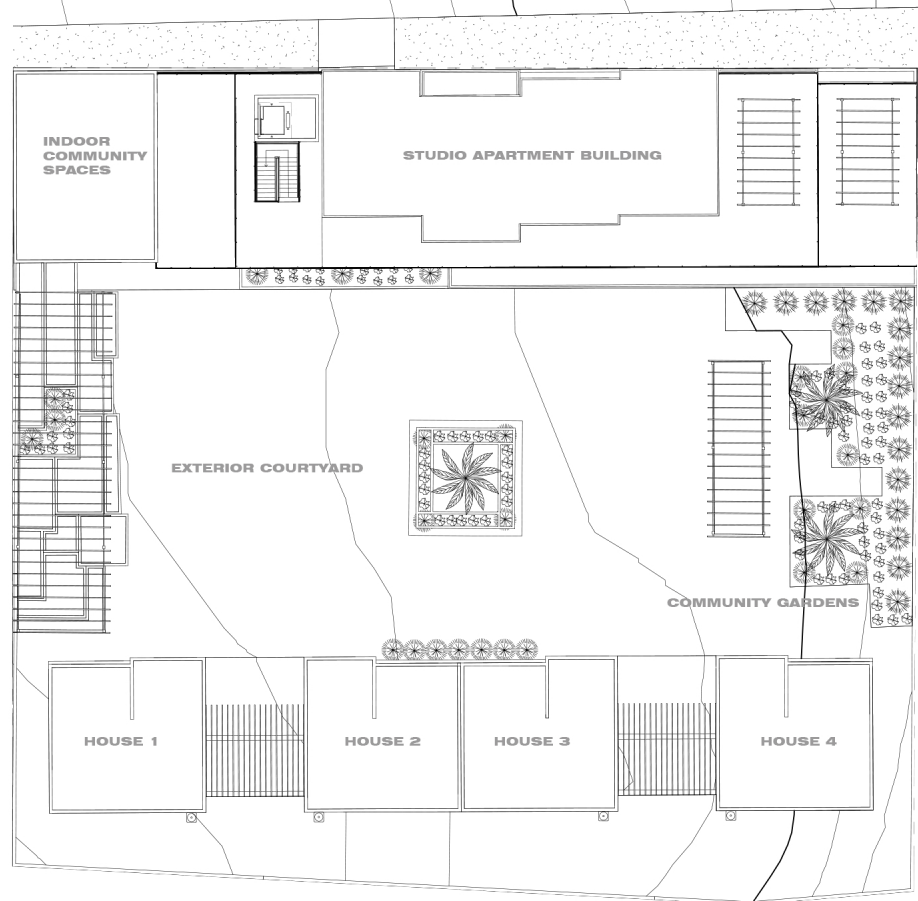 INDOOR
COMMUNITY
SPACES
STUDIO APARTMENT BUILDING
EXTERIOR COURTYARD
COMMUNITY GARDENS
HOUSE 1
HOUSE 2
HOUSE 3
HOUSE 4